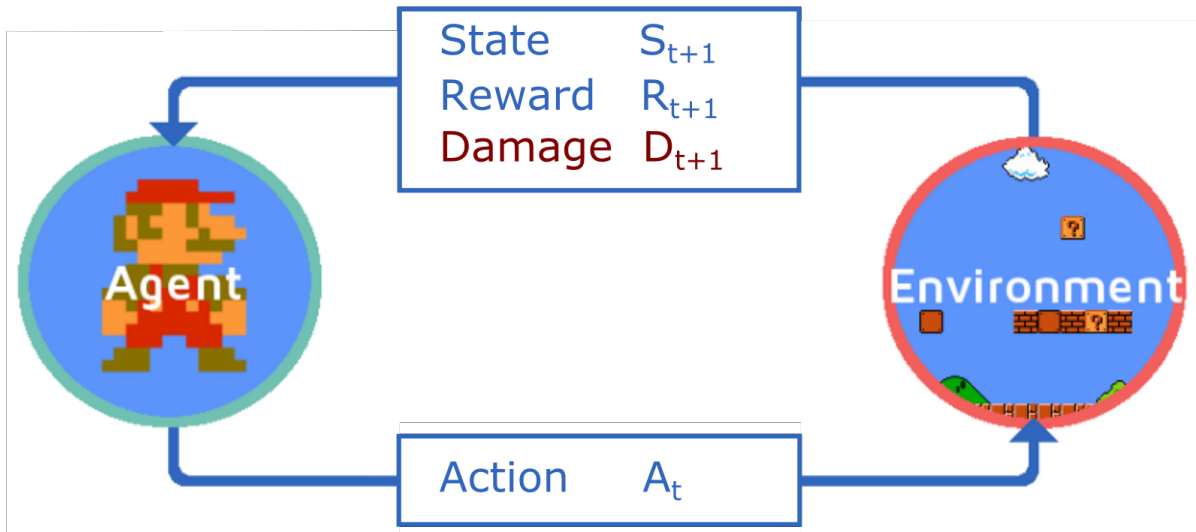 State S_{t+1}
Reward R_{t+1}
Damage D_{t+1}
Agent
Environment
?
?
Action A_t